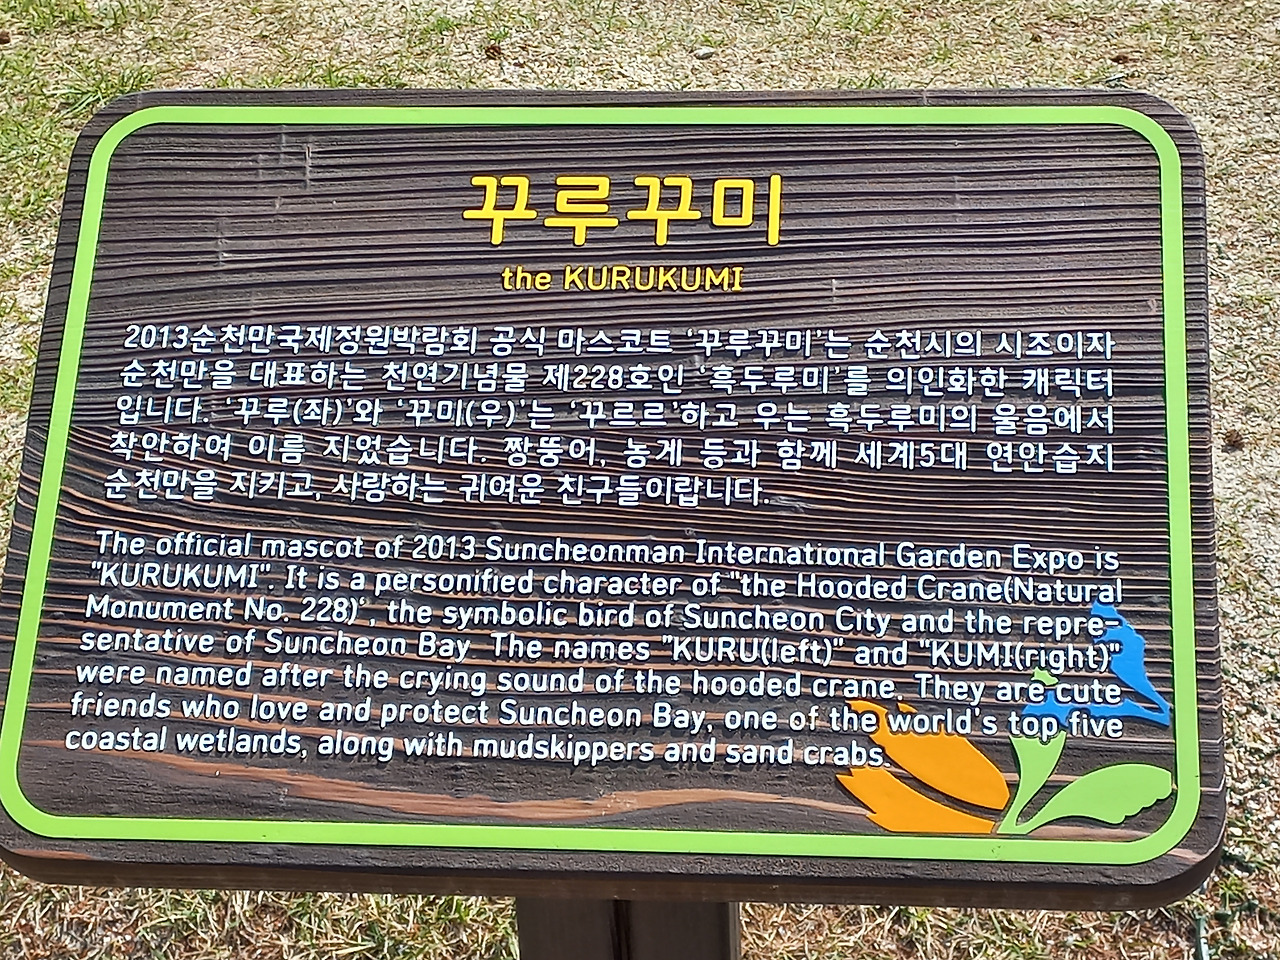 꾸루꾸미
the KURUKUMI
2013순천만국제정원박람회 공식 마스코트 ‘꾸루꾸미’는 순천시의 시조이자
순천만을 대표하는 천연기념물 제228호인 ‘흑두루미’를 의인화한 캐릭터
입니다. ‘꾸루(좌)’와 ‘꾸미(우)’는 ‘꾸르르’하고 우는 흑두루미의 울음에서
착안하여 이름 지었습니다. 짱뚱어, 농게 등과 함께 세계5대 연안습지
순천만을 지키고, 사랑하는 귀여운 친구들이랍니다.
The official mascot of 2013 Suncheonman International Garden Expo is
"KURUKUMI". It is a personified character of "the Hooded Crane(Natural
Monument No. 228)', the symbolic bird of Suncheon City and the repre-
sentative of Suncheon Bay The names "KURU(left)" and "KUMI(right)"
were named after the crying sound of the hooded crane. They are cute
friends who love and protect Suncheon Bay, one of the world's top five
coastal wetlands, along with mudskippers and sand crabs.